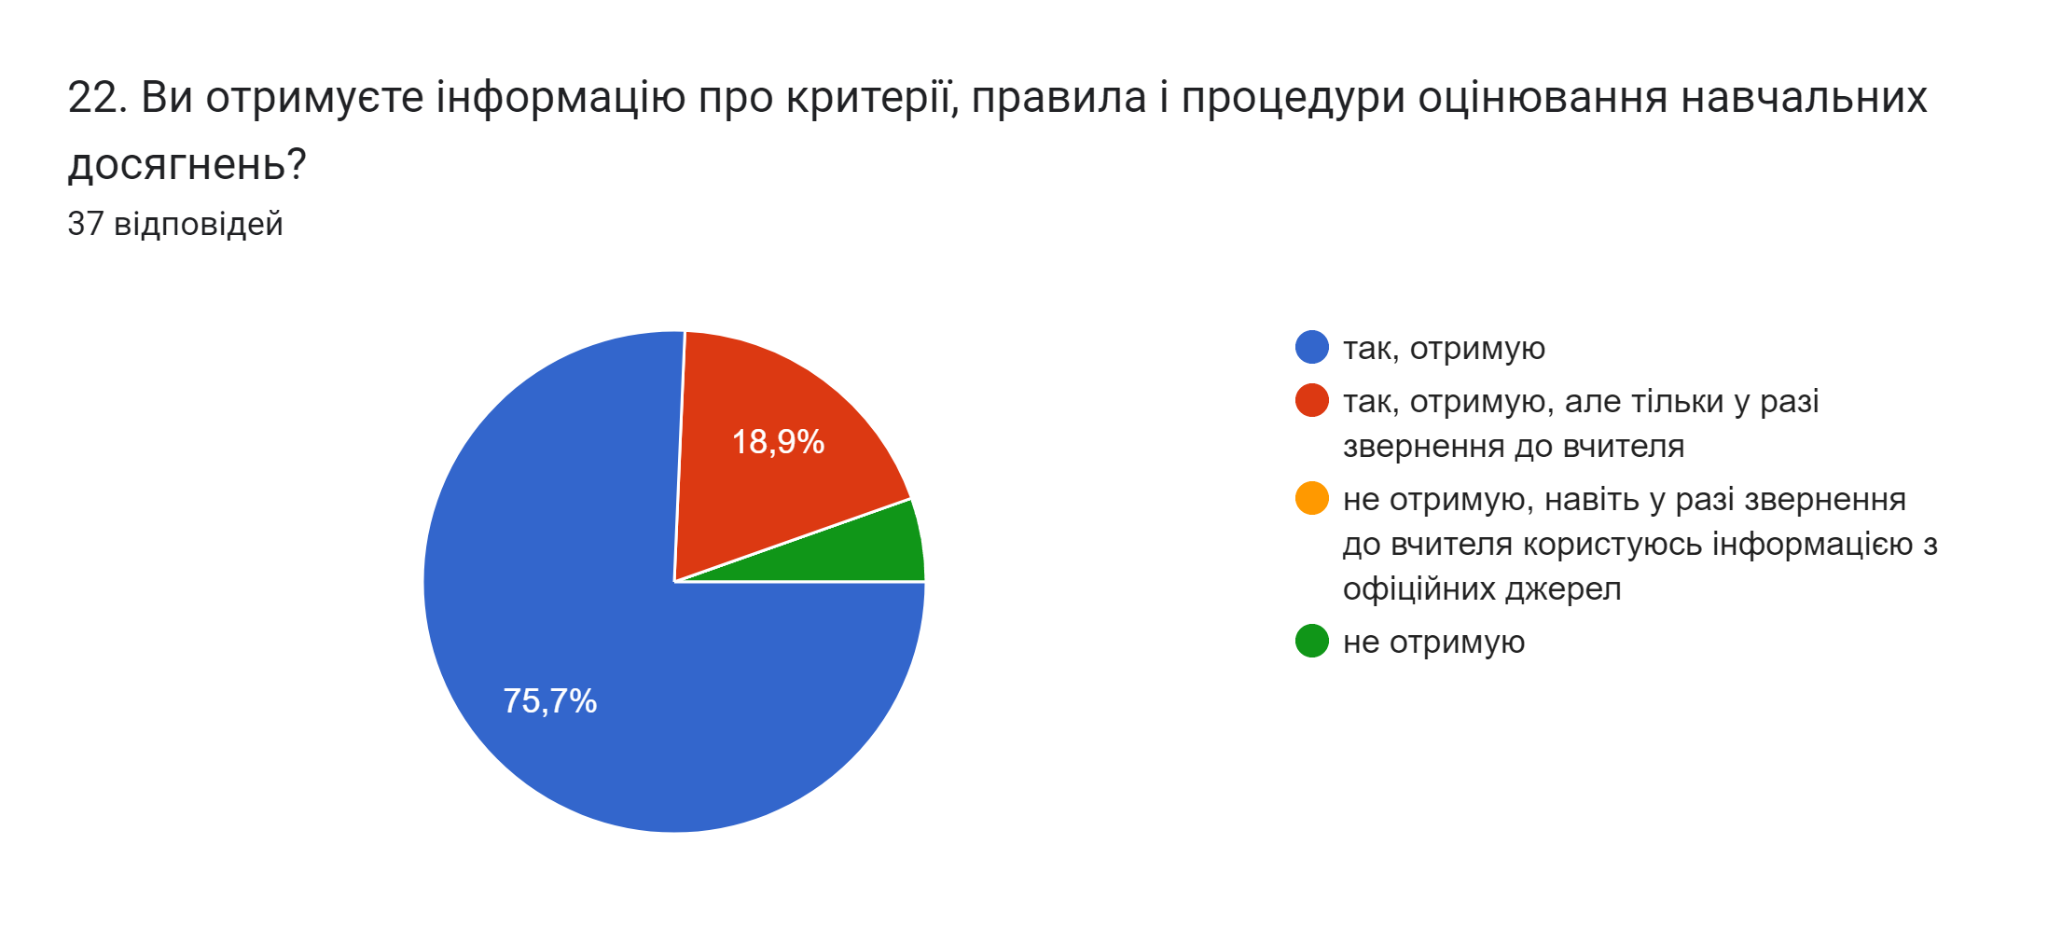 22. Ви отримуєте інформацію про критерії, правила і процедури оцінювання навчальних
досягнень?
37 відповідей
18,9%
75,7%
так, отримую
так, отримую, але тільки у разі
звернення до вчителя
не отримую, навіть у разі звернення
до вчителя користуюсь інформацією з
офіційних джерел
не отримую